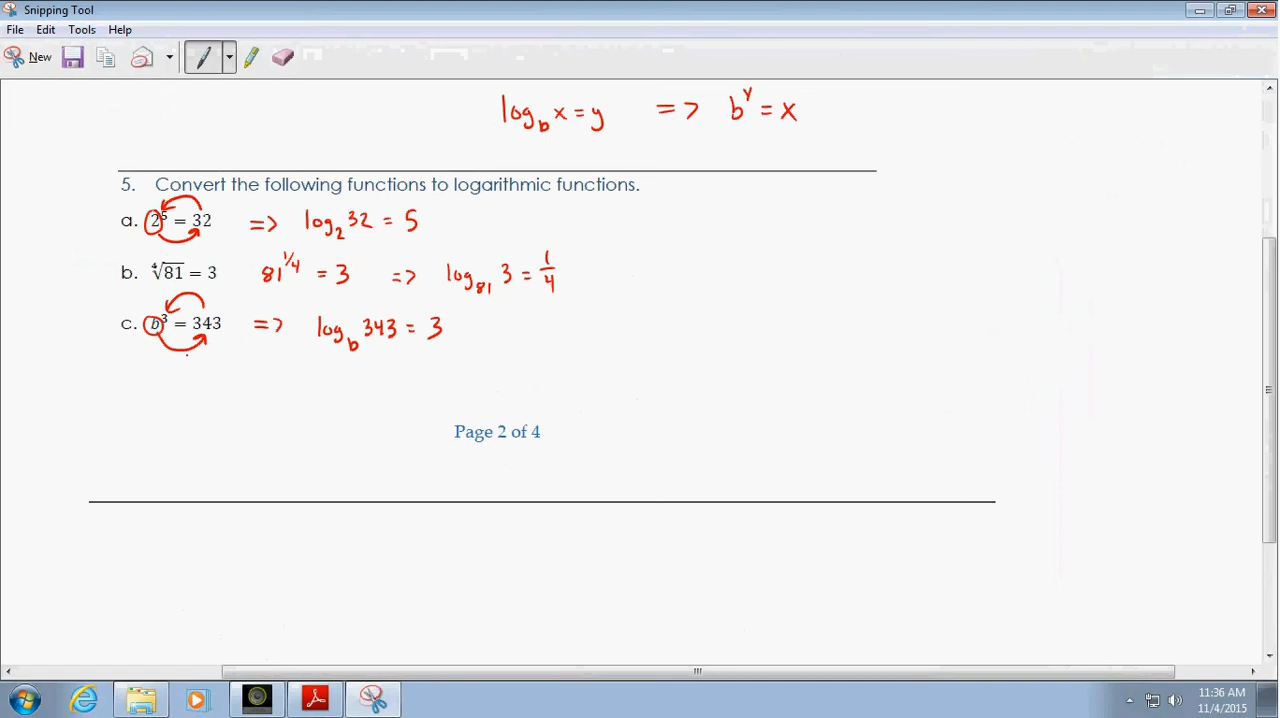 Snipping Tool
File Edit Tools Help
New
log_b x = y => b^y = x
5. Convert the following functions to logarithmic functions.
a. 2^5 = 32 => log_2 32 = 5
b. ∜81 = 3 81^1/4 = 3 => log_81 3 = 1/4
c. b^3 = 343 => log_b 343 = 3
Page 2 of 4
11:36 AM
11/4/2015